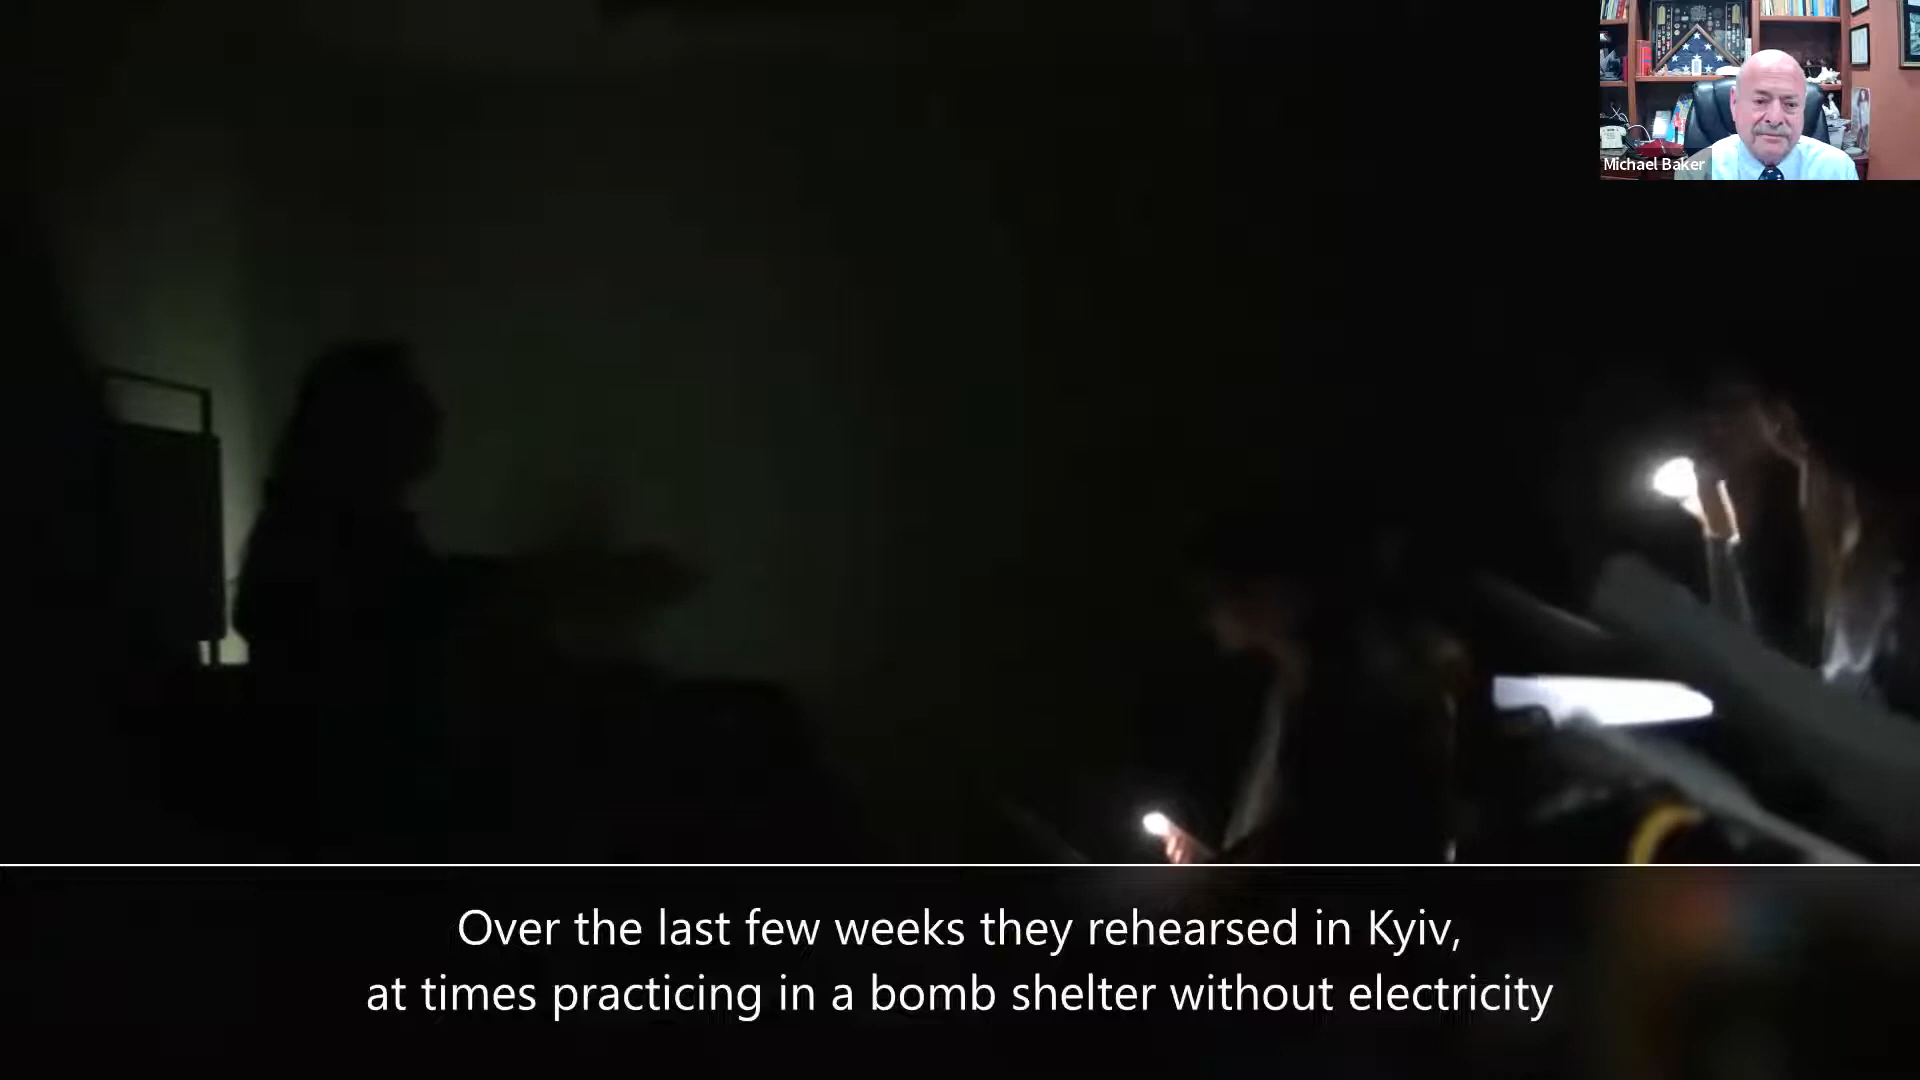 Michael Baker
Over the last few weeks they rehearsed in Kyiv,
at times practicing in a bomb shelter without electricity